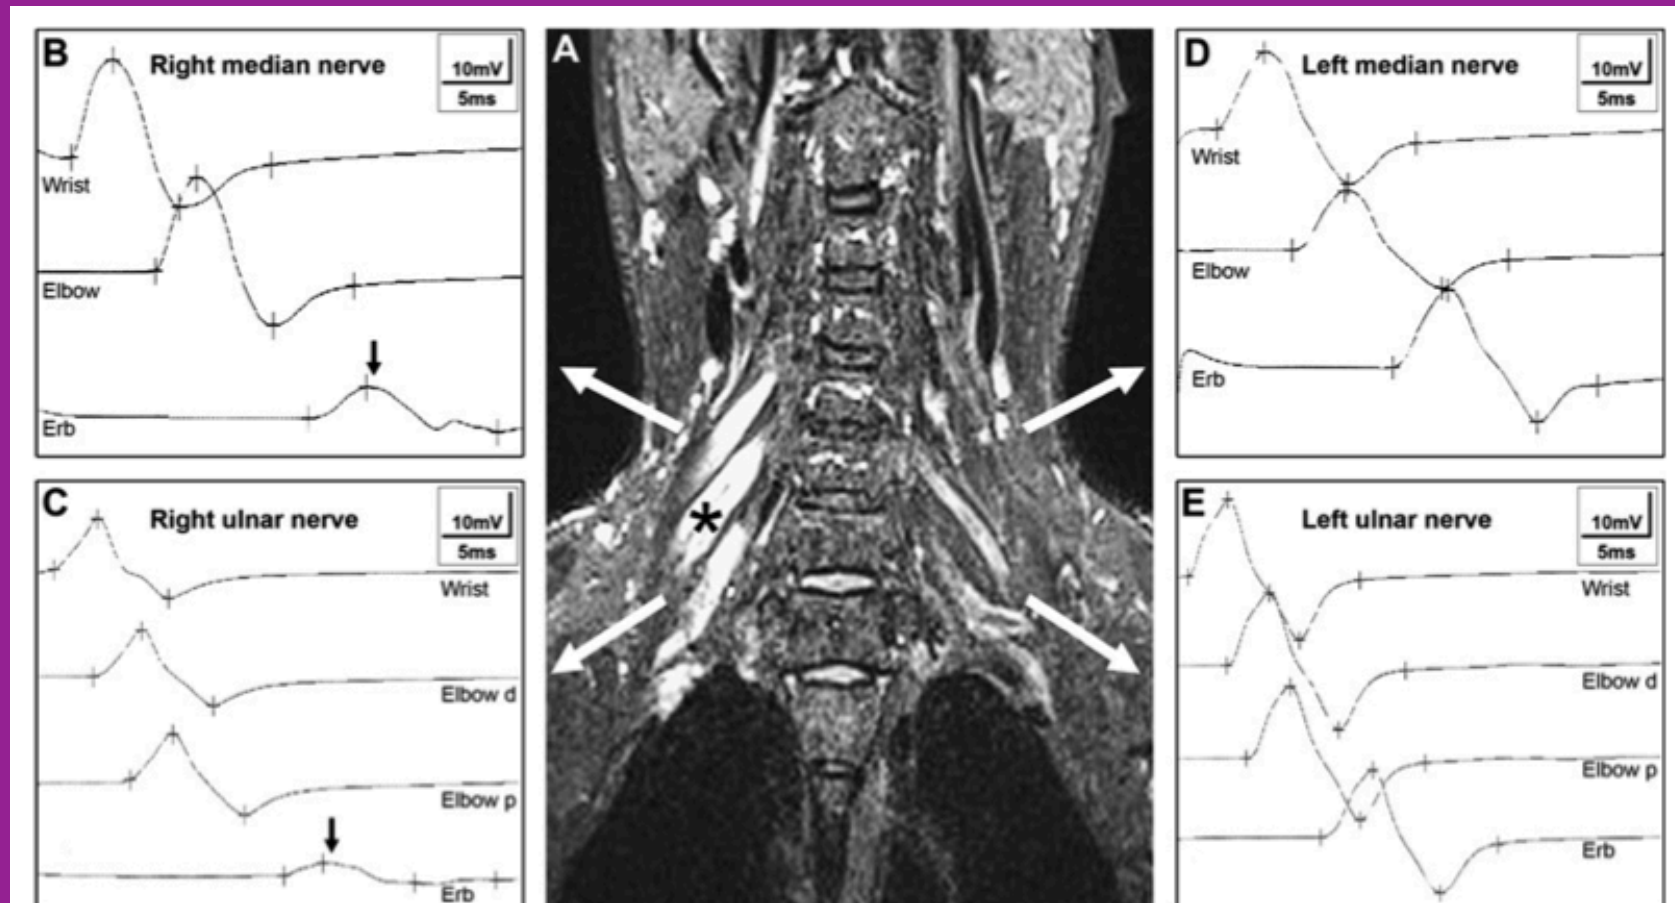 B
Right median nerve
10mV
5ms
Wrist
Elbow
Erb
A
D
Left median nerve
10mV
5ms
Wrist
Elbow
Erb
C
Right ulnar nerve
10mV
5ms
Wrist
Elbow d
Elbow p
Erb
*
E
Left ulnar nerve
10mV
5ms
Wrist
Elbow d
Elbow p
Erb